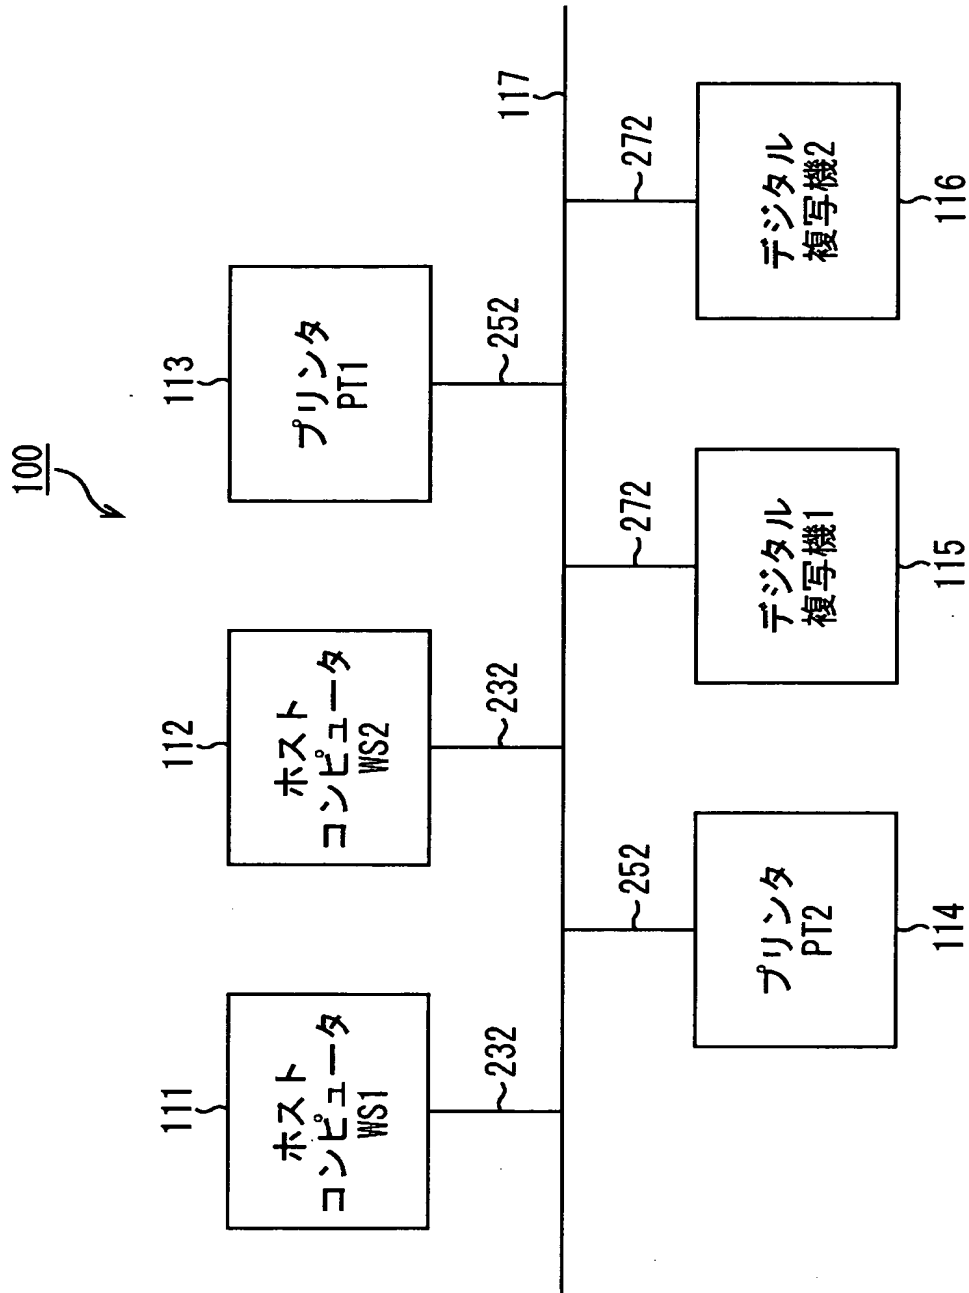 100
111
ホスト
コンピュータ
WS1
232
112
ホスト
コンピュータ
WS2
232
113
プリンタ
PT1
252
117
252
プリンタ
PT2
114
272
デジタル
複写機1
115
272
デジタル
複写機2
116